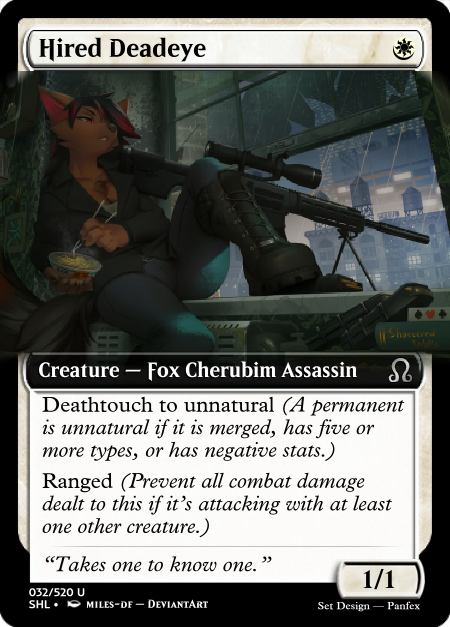 Hired Deadeye
Shattered
Creature — Fox Cherubim Assassin
Deathtouch to unnatural (A permanent
is unnatural if it is merged, has five or
more types, or has negative stats.)
Ranged (Prevent all combat damage
dealt to this if it's attacking with at least
one other creature.)
“Takes one to know one.”
1/1
032/520 U
SHL • MILES-DF — DEVIANTART
Set Design — Panfex